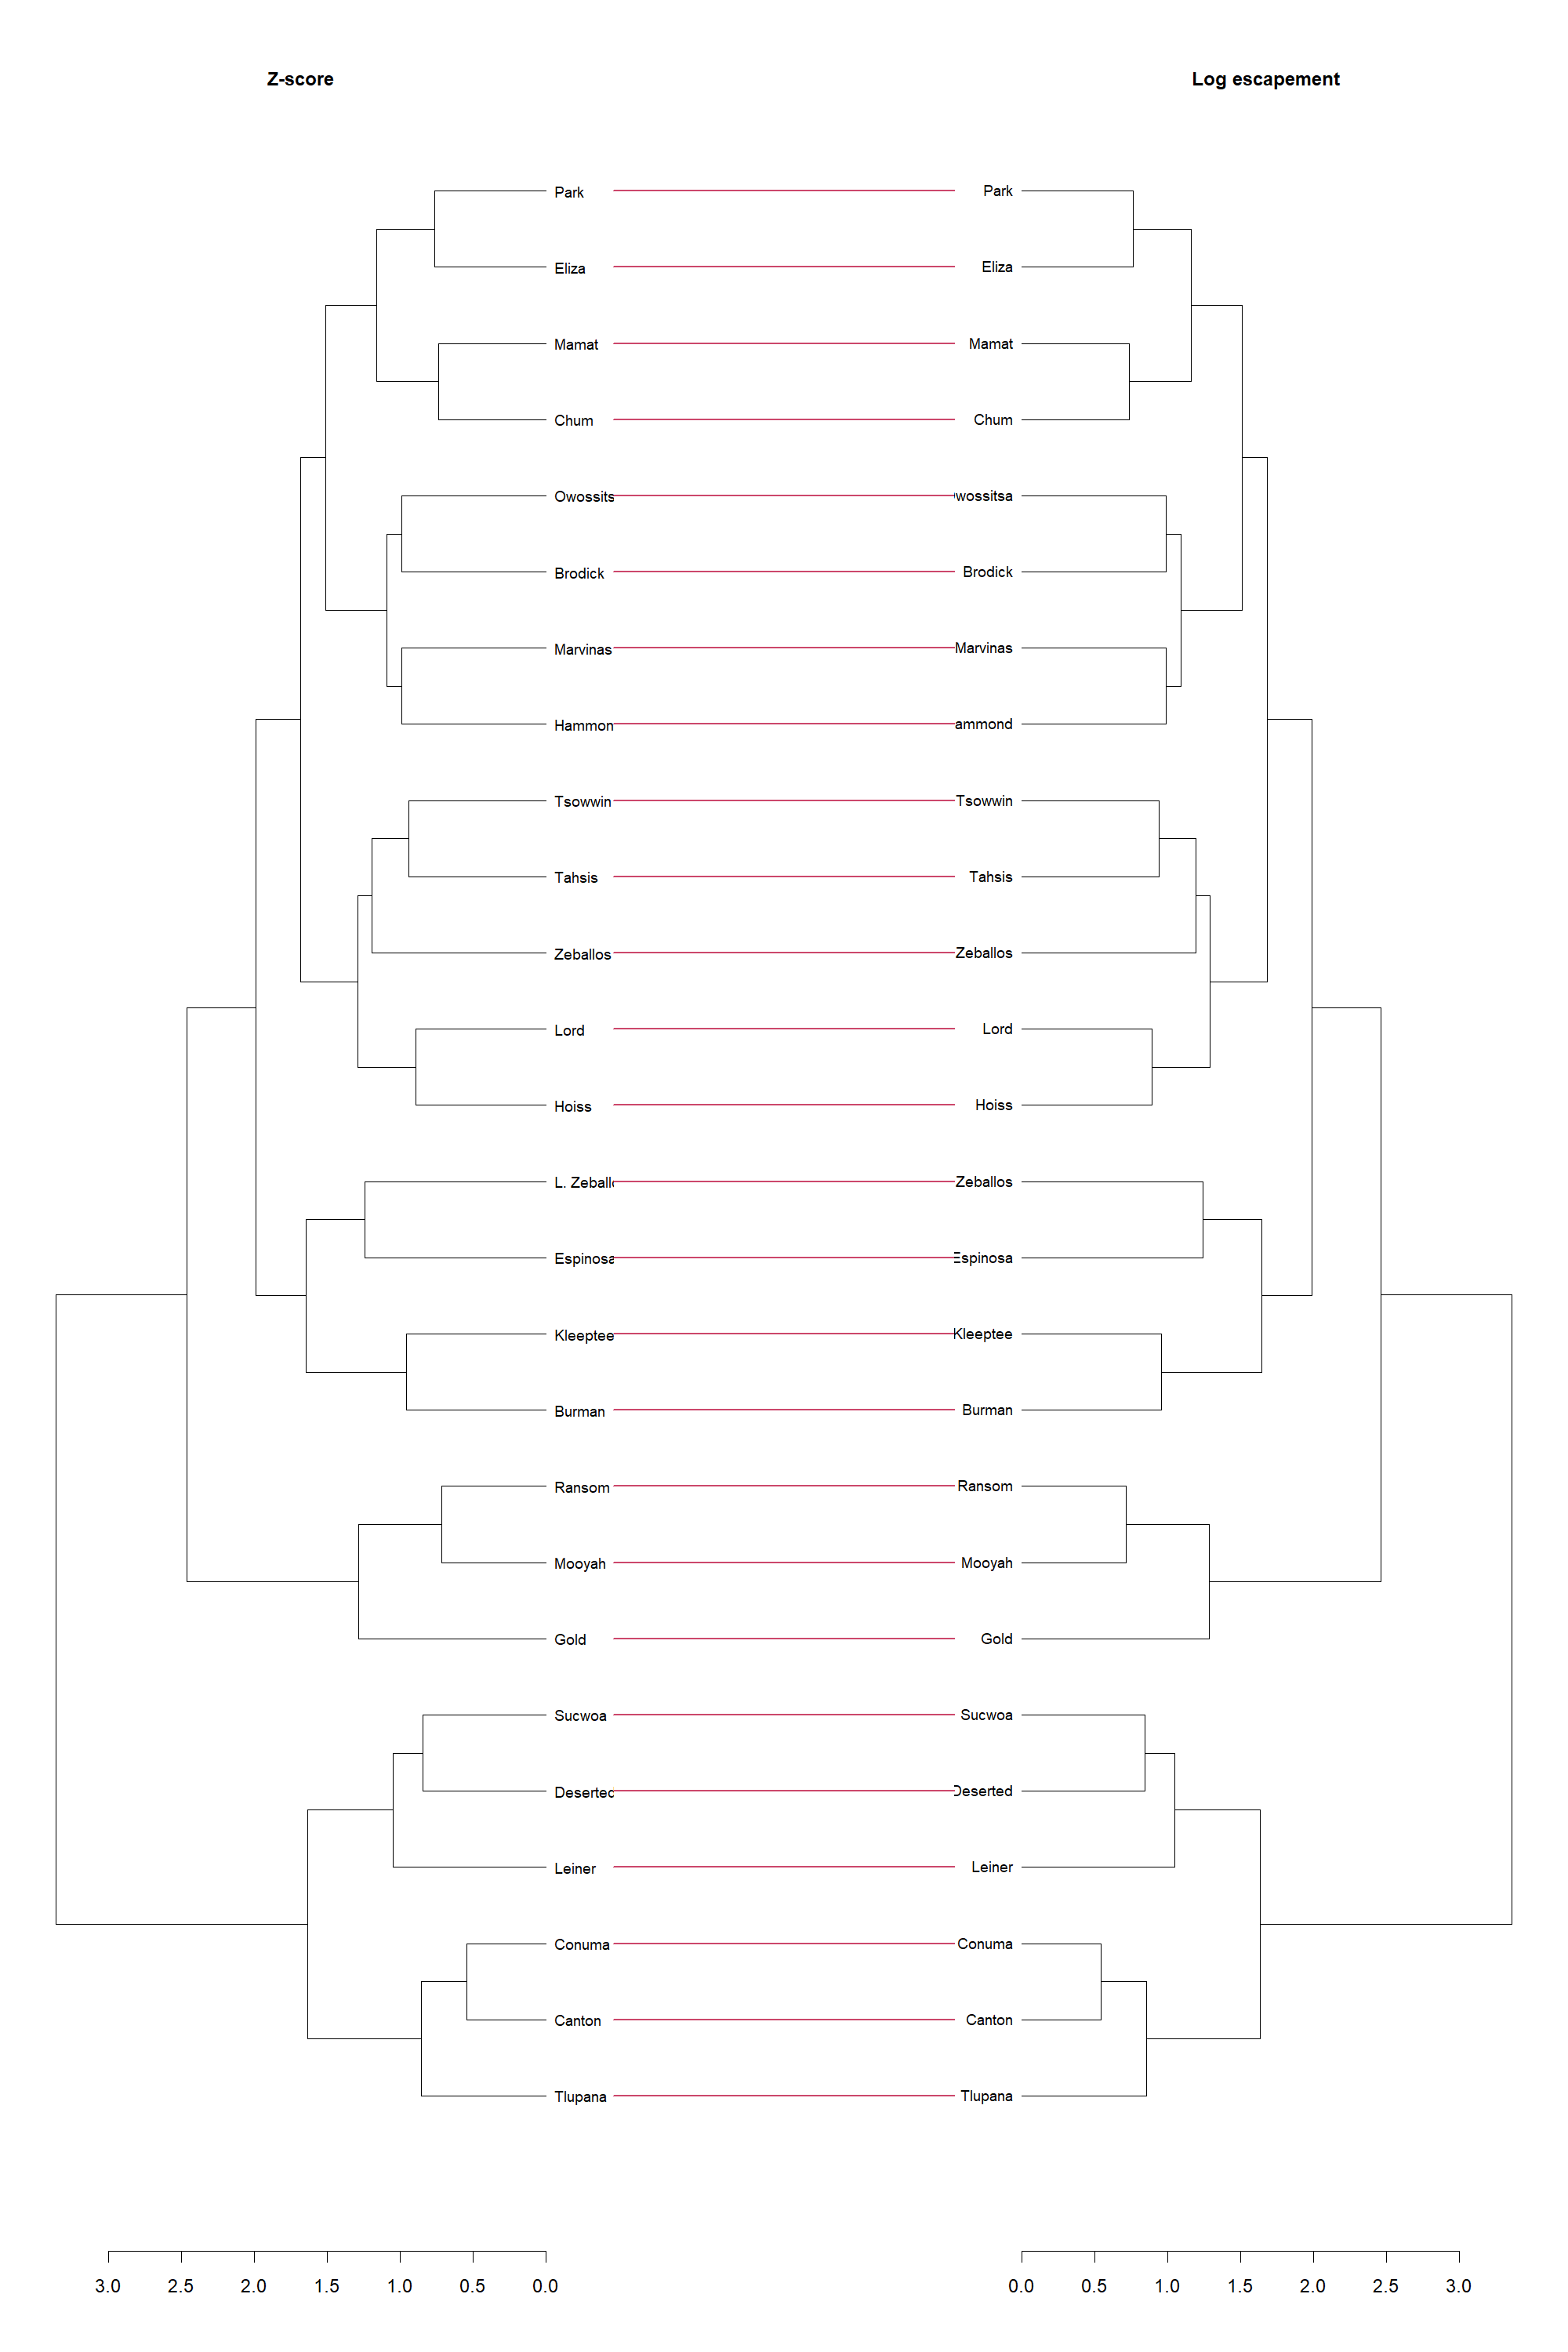 Z-score Log escapement
Park Park
Eliza Eliza
Mamat Mamat
Chum Chum
Owossits wossitsa
Brodick Brodick
Marvinas Marvinas
Hammon ammond
Tsowwin Tsowwin
Tahsis Tahsis
Zeballos Zeballos
Lord Lord
Hoiss Hoiss
L. Zeball Zeballos
Espinosa Espinosa
Kleeptee Kleeptee
Burman Burman
Ransom Ransom
Mooyah Mooyah
Gold Gold
Sucwoa Sucwoa
Deserted Deserted
Leiner Leiner
Conuma Conuma
Canton Canton
Tlupana Tlupana
3.0 2.5 2.0 1.5 1.0 0.5 0.0 0.0 0.5 1.0 1.5 2.0 2.5 3.0